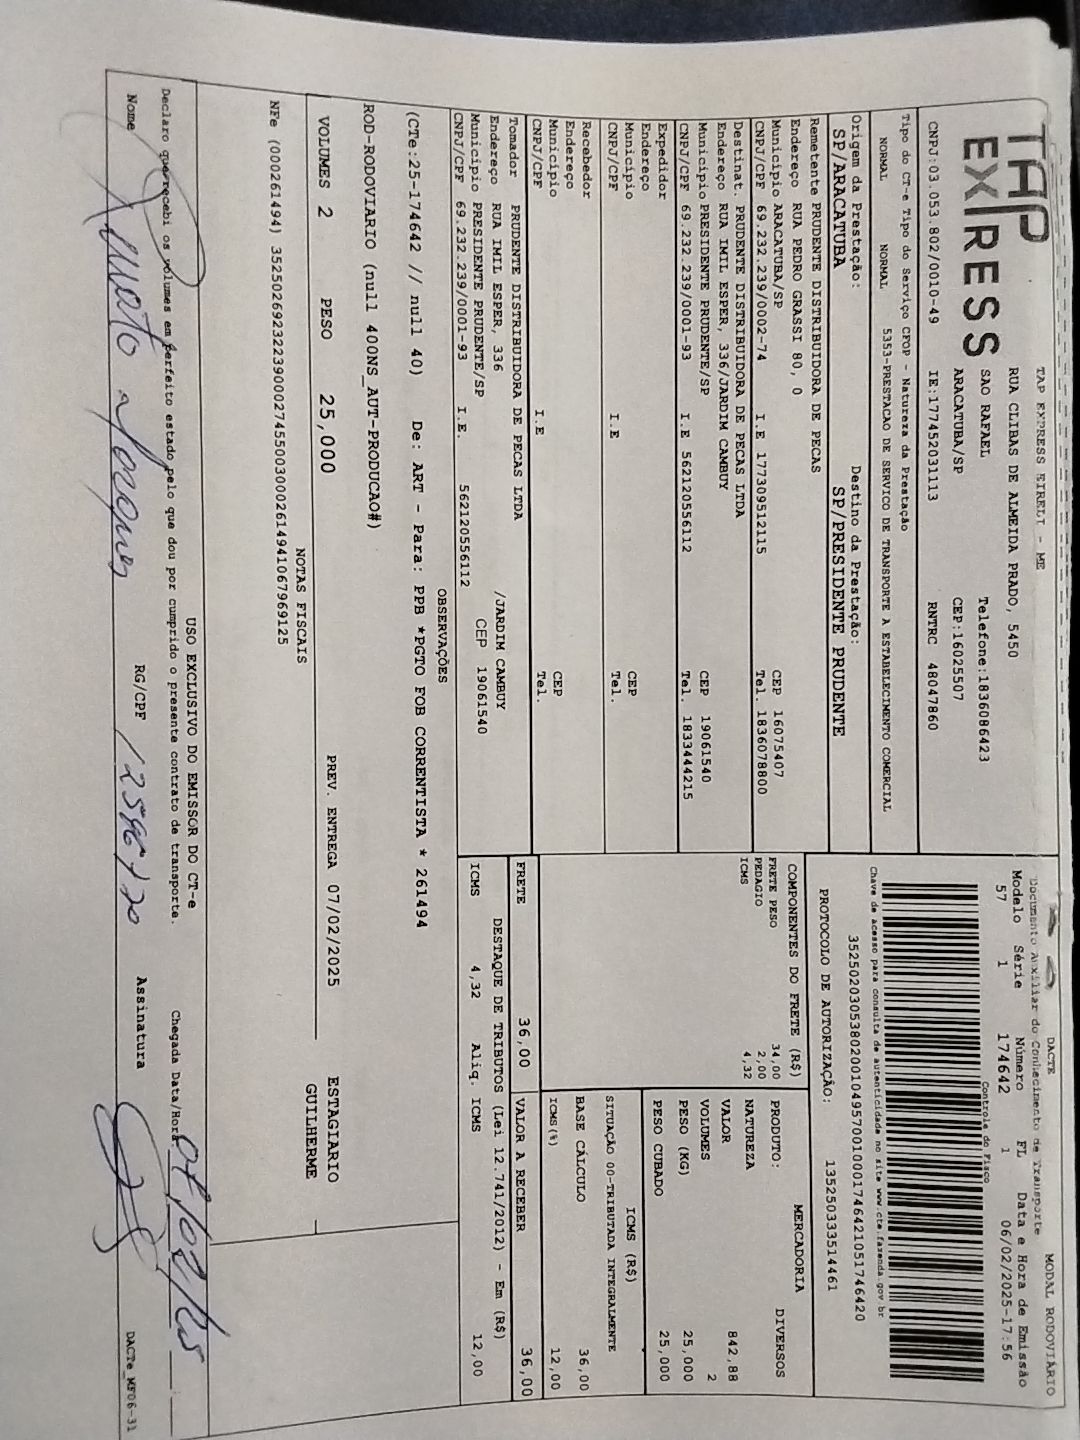 TAP EXPRESS
TAP EXPRESS EIRELI - ME
RUA CLIBAS DE ALMEIDA PRADO, 5450
SAO RAFAEL Telefone:1836086423
ARACATUBA/SP CEP:16025507
CNPJ:03.053.802/0010-49 IE:177452031113 RNTRC 48047860
DACTE MODAL RODOVIÁRIO
Documento Auxiliar do Conhecimento de Transporte
Modelo Série Número FL Data e Hora de Emissão
57 1 174642 1 06/02/2025-17:56
Controle do Fisco
Chave de acesso para consulta de autenticidade no site www.cte.fazenda.gov.br
35250203053802001049570010001746421051746420
PROTOCOLO DE AUTORIZAÇÃO: 135250333514461
Tipo do CT-e Tipo do Serviço CFOP - Natureza da Prestação
NORMAL NORMAL 5353-PRESTACAO DE SERVICO DE TRANSPORTE A ESTABELECIMENTO COMERCIAL
Origem da Prestação: Destino da Prestação:
SP/ARACATUBA SP/PRESIDENTE PRUDENTE
Remetente PRUDENTE DISTRIBUIDORA DE PECAS
Endereço RUA PEDRO GRASSI 80, 0
Município ARACATUBA/SP CEP 16075407
CNPJ/CPF 69.232.239/0002-74 I.E 177309512115 Tel. 1836078800
Destinat. PRUDENTE DISTRIBUIDORA DE PECAS LTDA
Endereço RUA IMIL ESPER, 336/JARDIM CAMBUY
Município PRESIDENTE PRUDENTE/SP CEP 19061540
CNPJ/CPF 69.232.239/0001-93 I.E 562120556112 Tel. 1833444215
Expedidor
Endereço
Município CEP
CNPJ/CPF I.E Tel.
Recebedor
Endereço
Município CEP
CNPJ/CPF I.E Tel.
Tomador PRUDENTE DISTRIBUIDORA DE PECAS LTDA
Endereço RUA IMIL ESPER, 336 /JARDIM CAMBUY
Município PRESIDENTE PRUDENTE/SP CEP 19061540
CNPJ/CPF 69.232.239/0001-93 I.E. 562120556112
COMPONENTES DO FRETE (R$)
FRETE PESO 34,00
PEDAGIO 2,00
ICMS 4,32
MERCADORIA
PRODUTO: DIVERSOS
NATUREZA
VALOR 842,88
VOLUMES 2
PESO (KG) 25,000
PESO CUBADO 25,000
ICMS (R$)
SITUAÇÃO 00-TRIBUTADA INTEGRALMENTE
BASE CÁLCULO 36,00
ICMS(%) 12,00
FRETE 36,00 VALOR A RECEBER 36,00
DESTAQUE DE TRIBUTOS (Lei 12.741/2012) - Em (R$)
ICMS 4,32 Aliq. ICMS 12,00
OBSERVAÇÕES
(CTe:25-174642 // null 40) De: ART - Para: PPB *PGTO FOB CORRENTISTA * 261494
ROD-RODOVIARIO (null 400NS_AUT-PRODUCAO#)
VOLUMES 2 PESO 25,000 PREV. ENTREGA 07/02/2025 ESTAGIARIO
GUILHERME
NOTAS FISCAIS
NFe (000261494) 35250269232239000274550030002614941067969125
USO EXCLUSIVO DO EMISSOR DO CT-e
Declaro que recebi os volumes em perfeito estado pelo que dou por cumprido o presente contrato de transporte. Chegada Data/Hora
Nome RG/CPF Assinatura DACTe_MF06-31